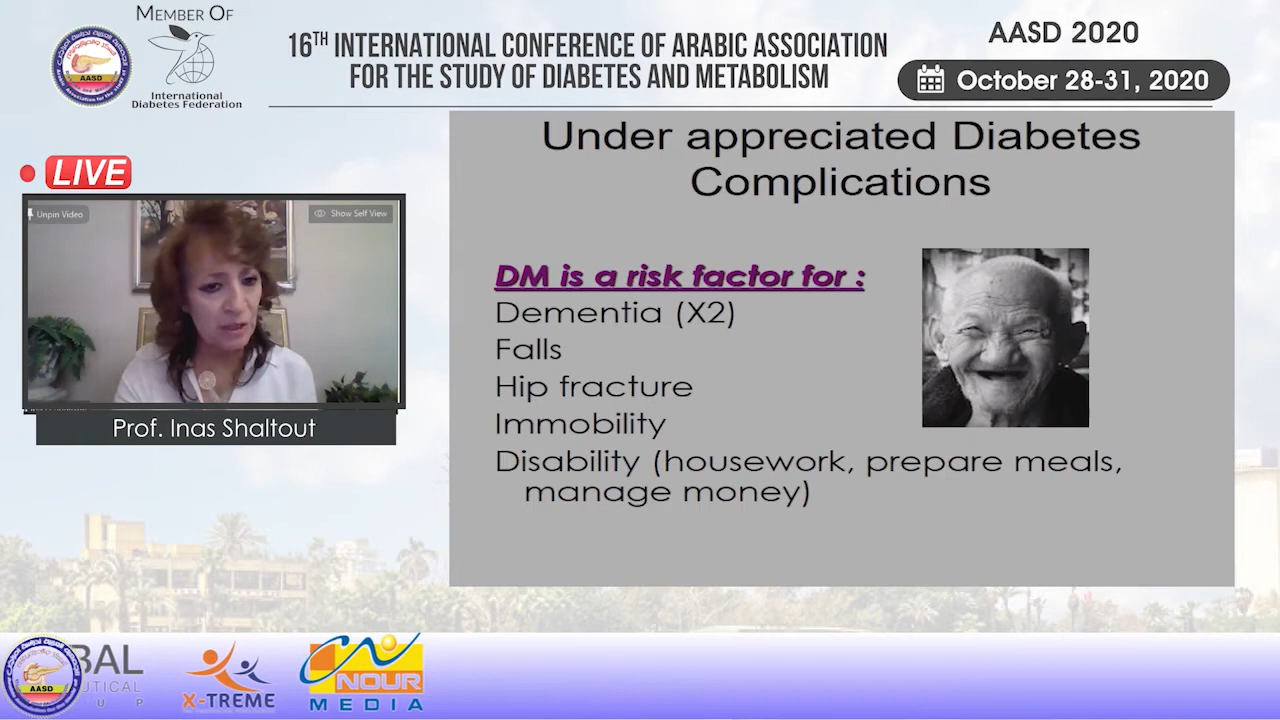 MEMBER OF
International
Diabetes Federation
AASD
16TH INTERNATIONAL CONFERENCE OF ARABIC ASSOCIATION
FOR THE STUDY OF DIABETES AND METABOLISM
AASD 2020
October 28-31, 2020
LIVE
Unpin Video
Show Self View
Prof. Inas Shaltout
Under appreciated Diabetes
Complications
DM is a risk factor for :
Dementia (X2)
Falls
Hip fracture
Immobility
Disability (housework, prepare meals,
manage money)
AASD
BAL
UTICAL
U P
X-TREME
NOUR
MEDIA